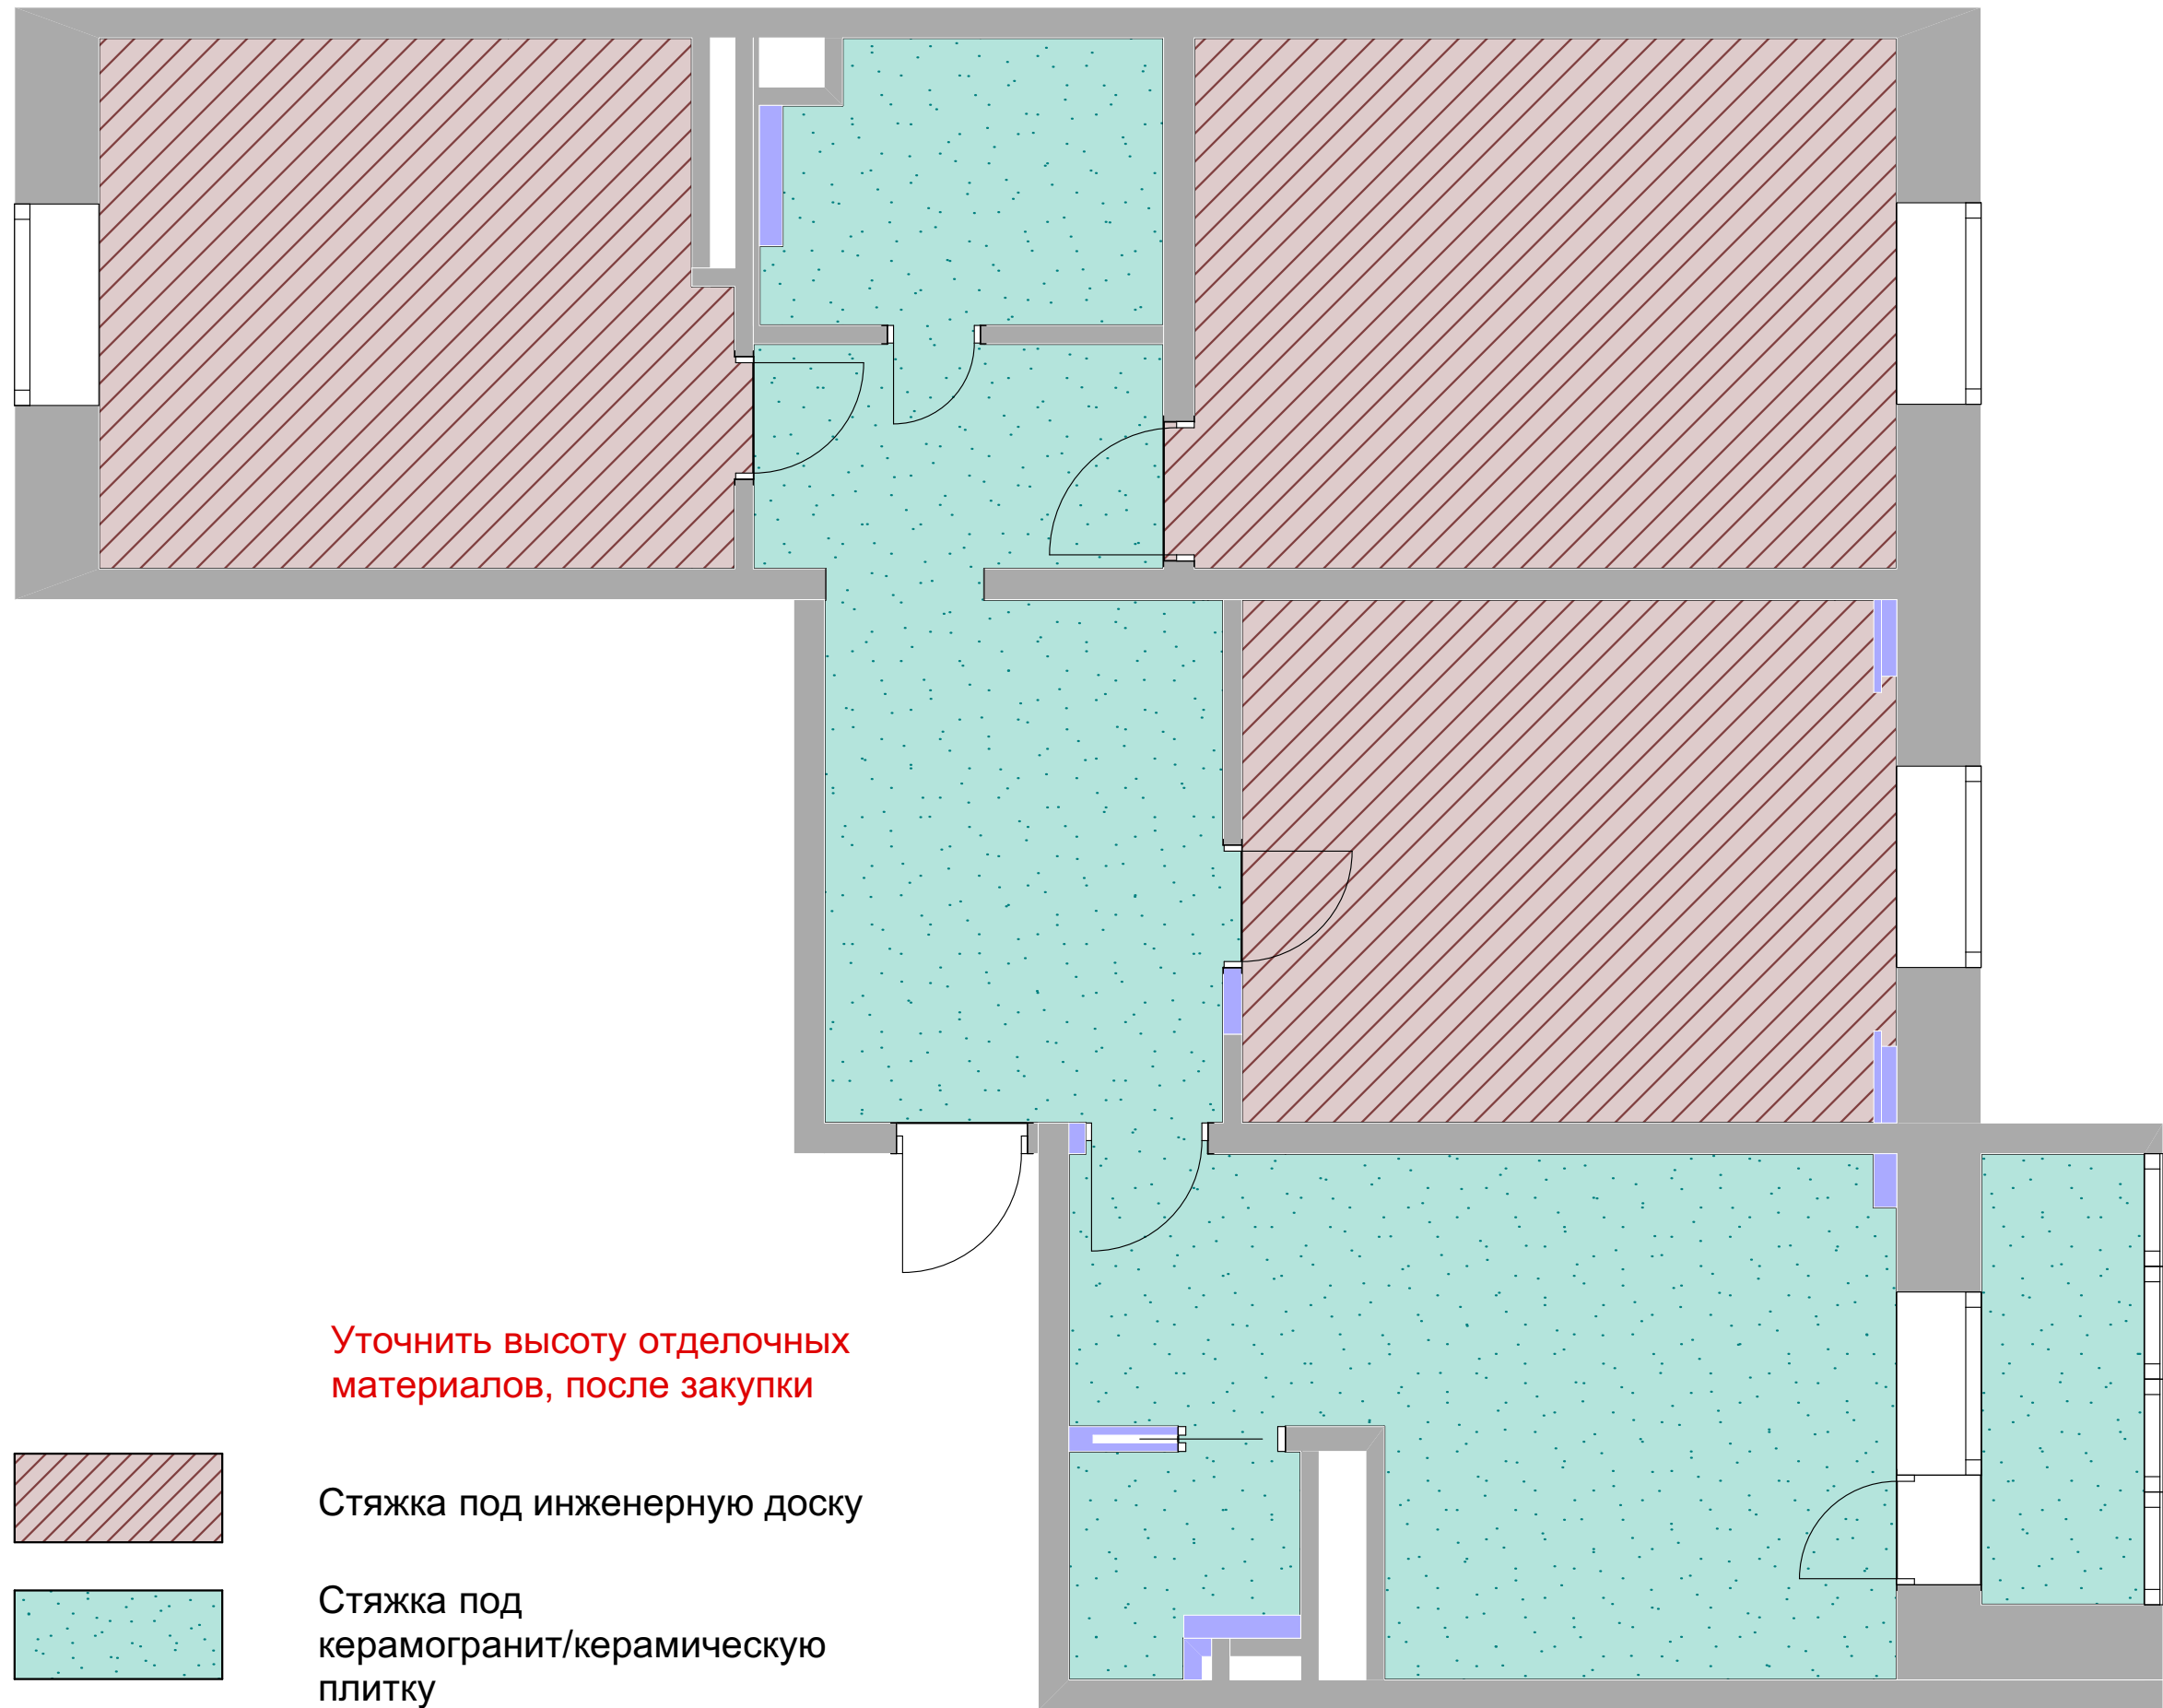 Уточнить высоту отделочных
материалов, после закупки
Стяжка под инженерную доску
Стяжка под
керамогранит/керамическую
плитку